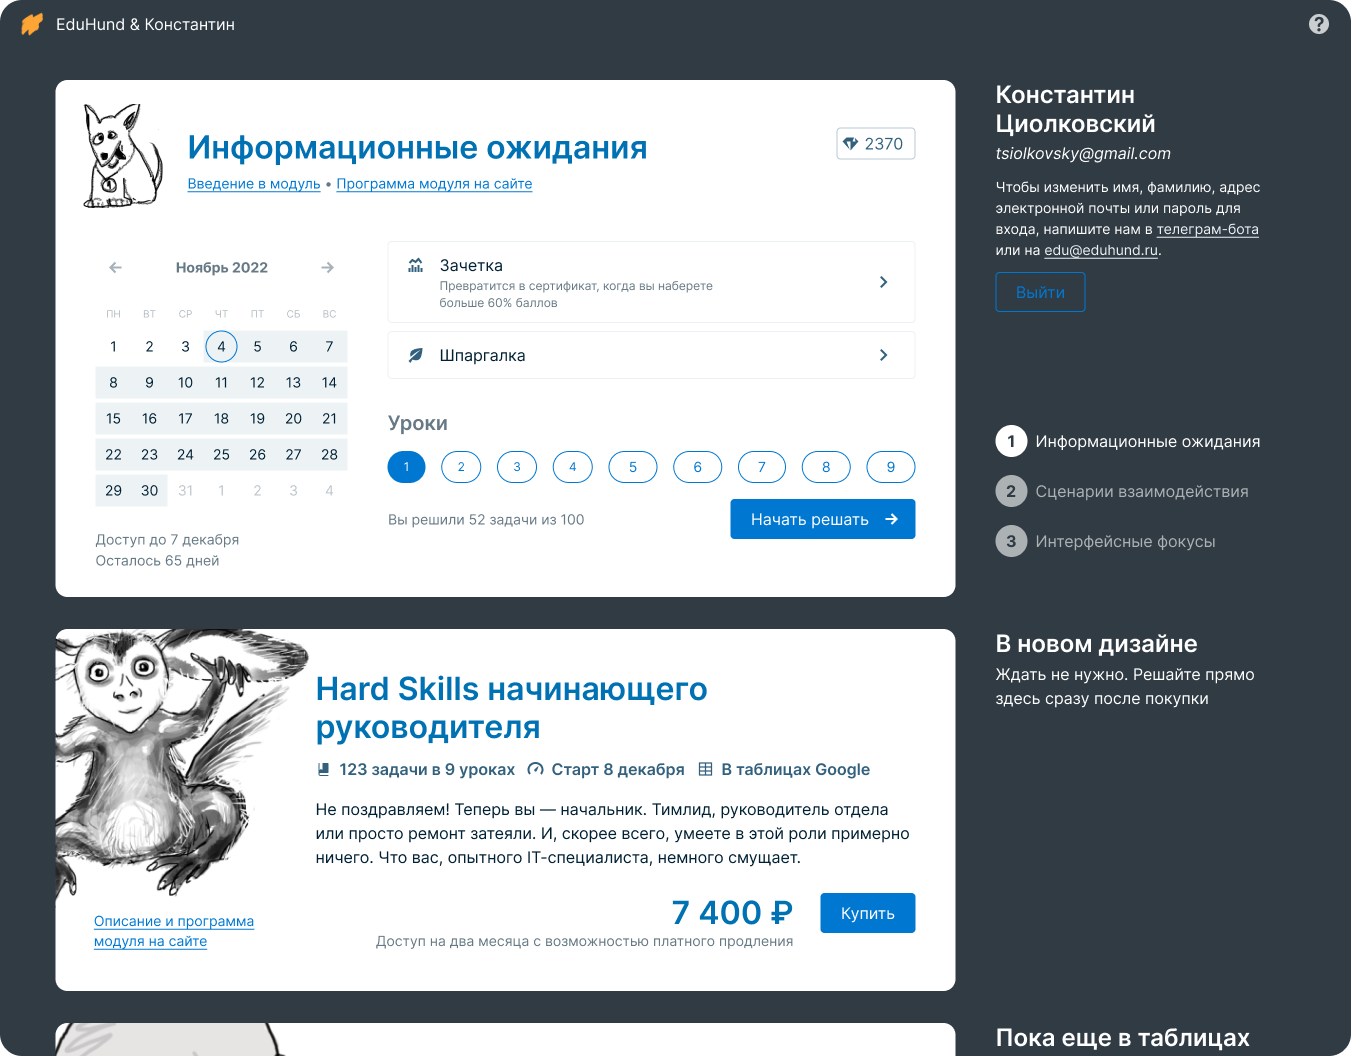 EduHund & Константин
Информационные ожидания
Введение в модуль • Программа модуля на сайте
2370
Ноябрь 2022
ПН ВТ СР ЧТ ПТ СБ ВС
1 2 3 4 5 6 7
8 9 10 11 12 13 14
15 16 17 18 19 20 21
22 23 24 25 26 27 28
29 30 31 1 2 3 4
Доступ до 7 декабря
Осталось 65 дней
Зачетка
Превратится в сертификат, когда вы наберете
больше 60% баллов
Шпаргалка
Уроки
1 2 3 4 5 6 7 8 9
Вы решили 52 задачи из 100
Начать решать
Константин
Циолковский
tsiolkovsky@gmail.com
Чтобы изменить имя, фамилию, адрес
электронной почты или пароль для
входа, напишите нам в телеграм-бота
или на edu@eduhund.ru.
Выйти
1 Информационные ожидания
2 Сценарии взаимодействия
3 Интерфейсные фокусы
Hard Skills начинающего
руководителя
123 задачи в 9 уроках Старт 8 декабря В таблицах Google
Не поздравляем! Теперь вы — начальник. Тимлид, руководитель отдела
или просто ремонт затеяли. И, скорее всего, умеете в этой роли примерно
ничего. Что вас, опытного IT-специалиста, немного смущает.
Описание и программа
модуля на сайте
7 400 ₽
Доступ на два месяца с возможностью платного продления
Купить
В новом дизайне
Ждать не нужно. Решайте прямо
здесь сразу после покупки
Пока еще в таблицах